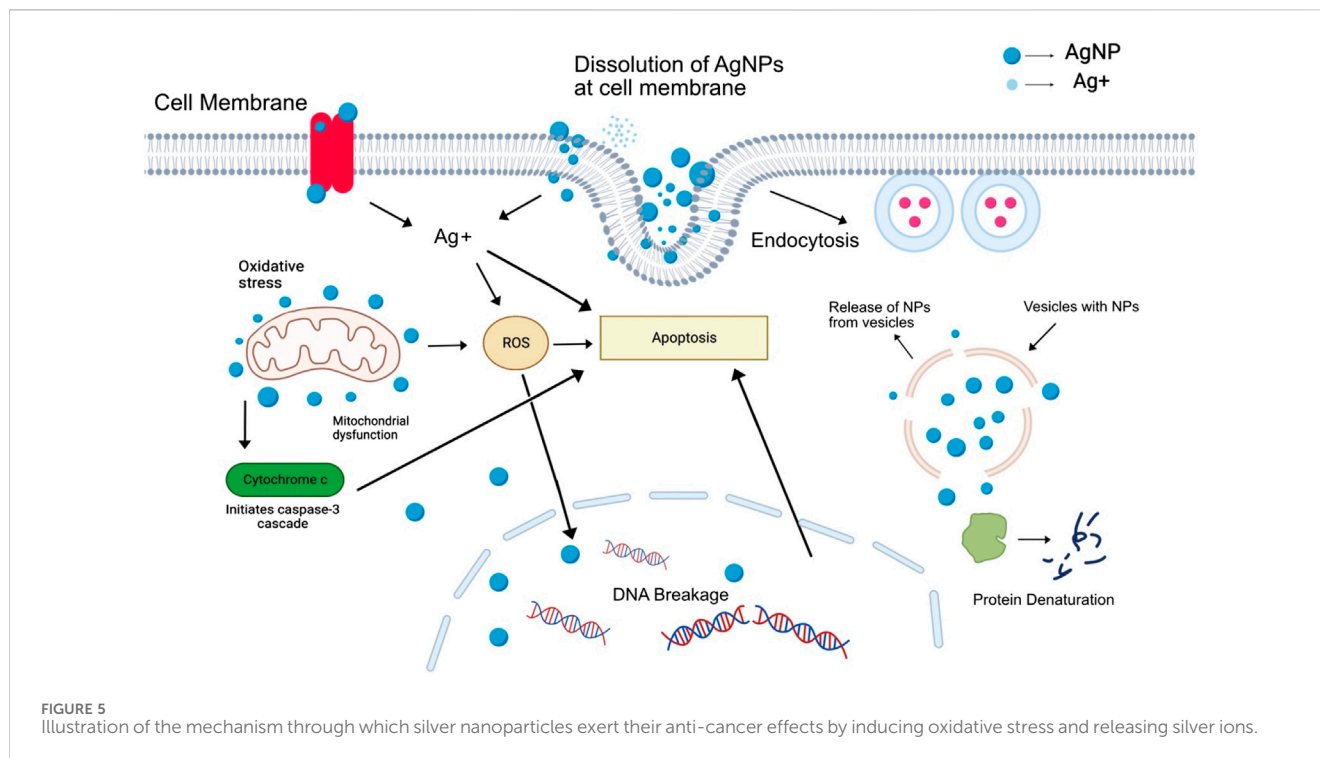 Dissolution of AgNPs
at cell membrane
AgNP
Ag+
Cell Membrane
Ag+
Endocytosis
Oxidative
stress
Release of NPs
from vesicles
Vesicles with NPs
ROS
Apoptosis
Mitochondrial
dysfunction
Cytochrome c
Initiates caspase-3
cascade
DNA Breakage
Protein Denaturation
FIGURE 5
Illustration of the mechanism through which silver nanoparticles exert their anti-cancer effects by inducing oxidative stress and releasing silver ions.